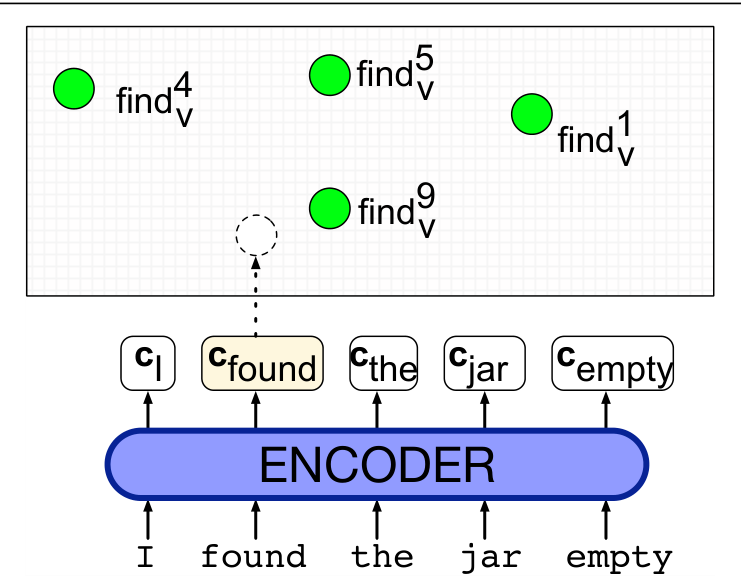 find⁴ᵥ
find⁵ᵥ
find¹ᵥ
find⁹ᵥ
c_I c_found c_the c_jar c_empty
ENCODER
I found the jar empty